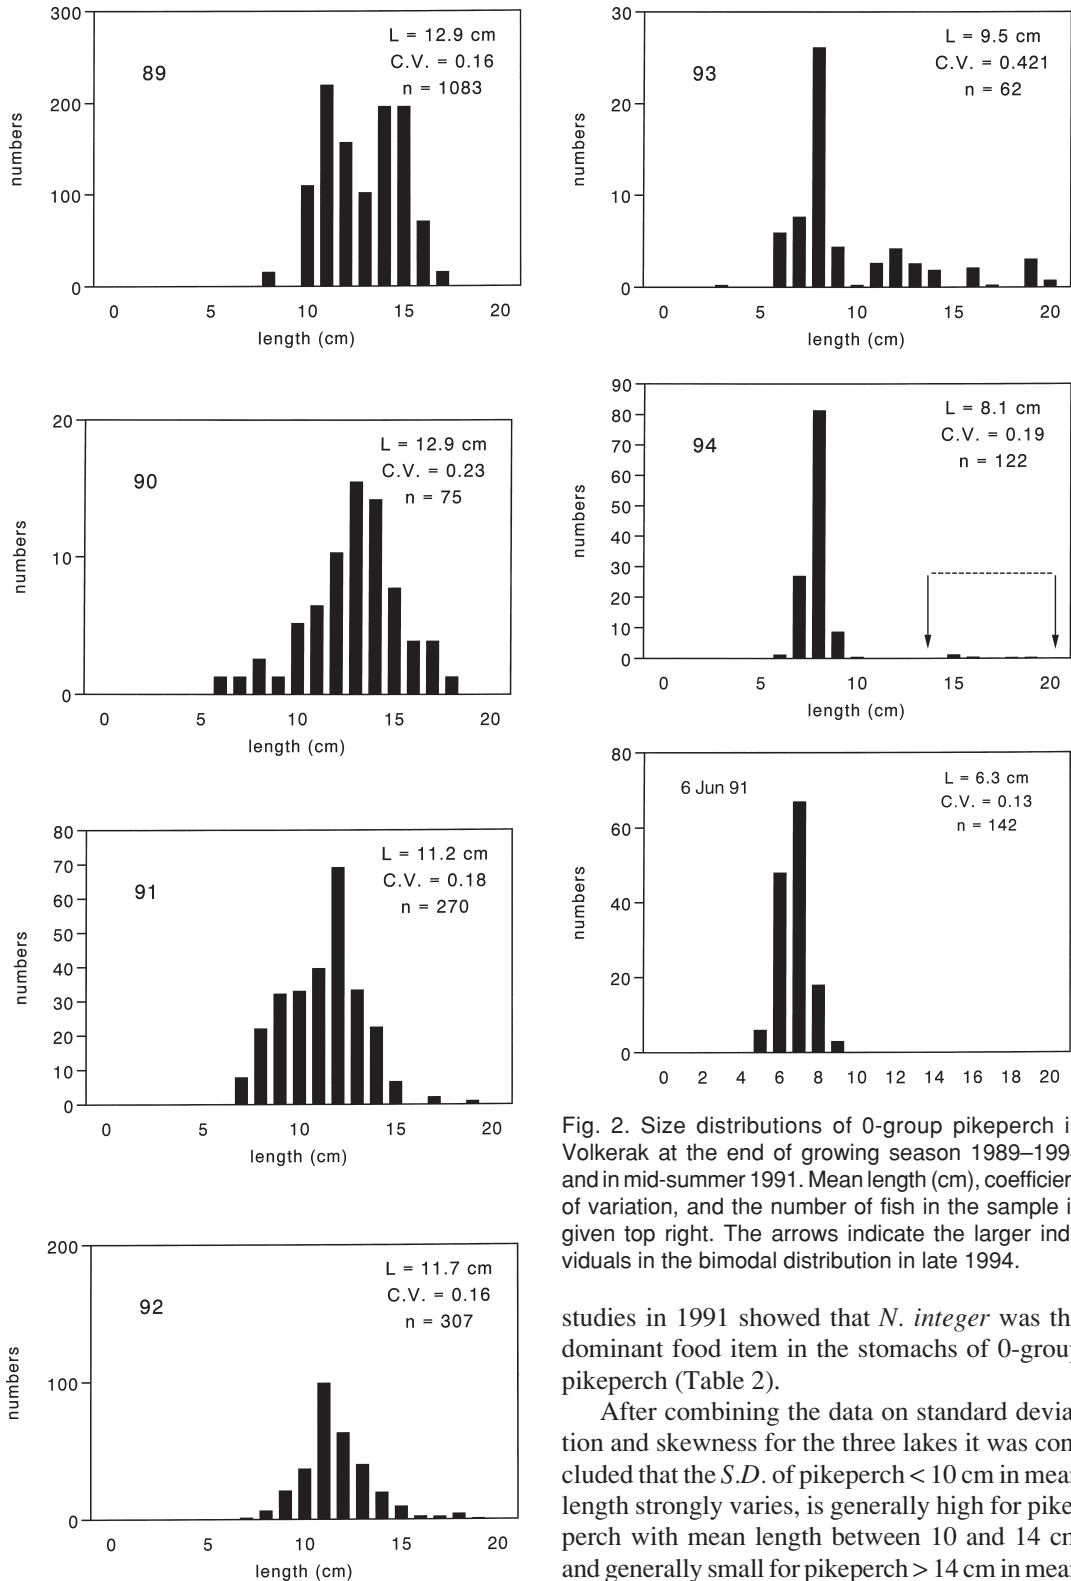 300
200
100
0
numbers
89
L = 12.9 cm
C.V. = 0.16
n = 1083
0 5 10 15 20
length (cm)
20
10
0
numbers
90
L = 12.9 cm
C.V. = 0.23
n = 75
0 5 10 15 20
length (cm)
80
70
60
50
40
30
20
10
0
numbers
91
L = 11.2 cm
C.V. = 0.18
n = 270
0 5 10 15 20
length (cm)
200
100
0
numbers
92
L = 11.7 cm
C.V. = 0.16
n = 307
0 5 10 15 20
length (cm)
30
20
10
0
numbers
93
L = 9.5 cm
C.V. = 0.421
n = 62
0 5 10 15 20
length (cm)
90
80
70
60
50
40
30
20
10
0
numbers
94
L = 8.1 cm
C.V. = 0.19
n = 122
0 5 10 15 20
length (cm)
80
60
40
20
0
numbers
6 Jun 91
L = 6.3 cm
C.V. = 0.13
n = 142
0 2 4 6 8 10 12 14 16 18 20
Fig. 2. Size distributions of 0-group pikeperch i
Volkerak at the end of growing season 1989–199
and in mid-summer 1991. Mean length (cm), coefficien
of variation, and the number of fish in the sample i
given top right. The arrows indicate the larger ind
viduals in the bimodal distribution in late 1994.
studies in 1991 showed that N. integer was th
dominant food item in the stomachs of 0-group
pikeperch (Table 2).
After combining the data on standard devia
tion and skewness for the three lakes it was con
cluded that the S.D. of pikeperch < 10 cm in mean
length strongly varies, is generally high for pike
perch with mean length between 10 and 14 cm
and generally small for pikeperch > 14 cm in mean